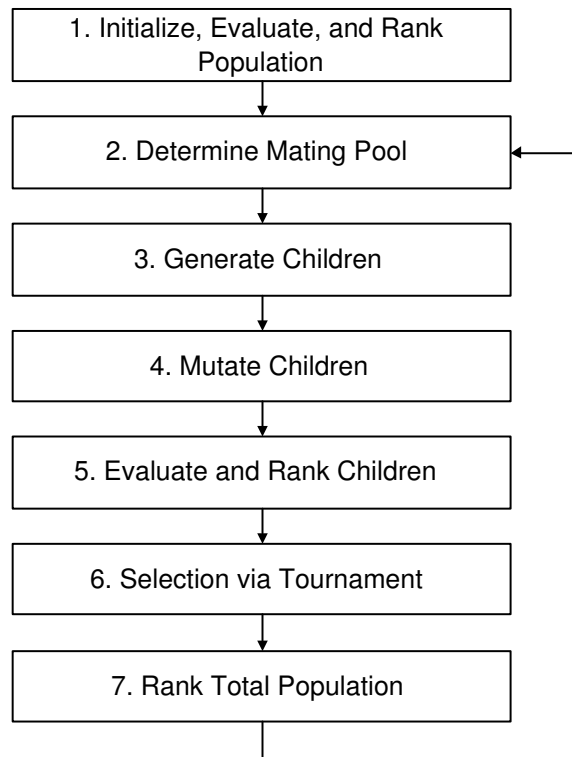 1. Initialize, Evaluate, and Rank
Population
2. Determine Mating Pool
3. Generate Children
4. Mutate Children
5. Evaluate and Rank Children
6. Selection via Tournament
7. Rank Total Population